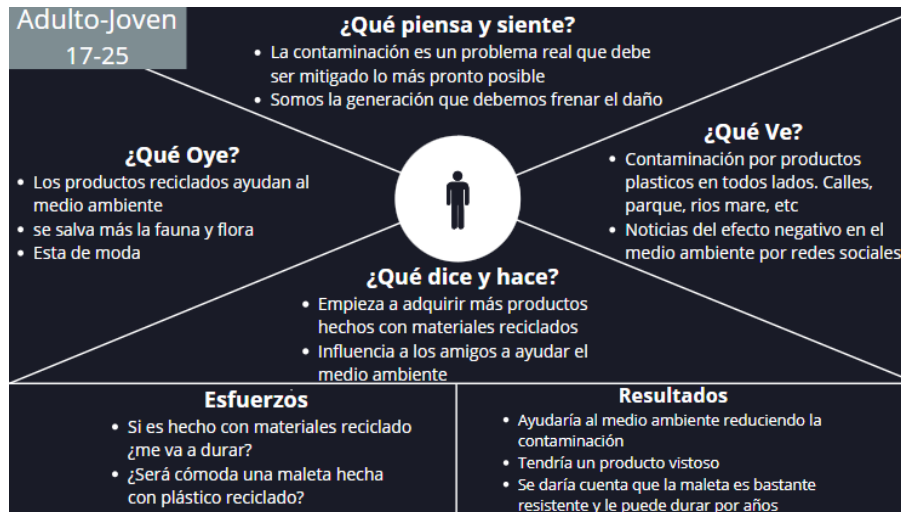 Adulto-Joven
17-25
¿Qué piensa y siente?
• La contaminación es un problema real que debe
ser mitigado lo más pronto posible
• Somos la generación que debemos frenar el daño
¿Qué Oye?
• Los productos reciclados ayudan al
medio ambiente
• se salva más la fauna y flora
• Esta de moda
¿Qué Ve?
• Contaminación por productos
plasticos en todos lados. Calles,
parque, rios mare, etc
• Noticias del efecto negativo en el
medio ambiente por redes sociales
¿Qué dice y hace?
• Empieza a adquirir más productos
hechos con materiales reciclados
• Influencia a los amigos a ayudar el
medio ambiente
Esfuerzos
• Si es hecho con materiales reciclado
¿me va a durar?
• ¿Será cómoda una maleta hecha
con plástico reciclado?
Resultados
• Ayudaría al medio ambiente reduciendo la
contaminación
• Tendría un producto vistoso
• Se daría cuenta que la maleta es bastante
resistente y le puede durar por años